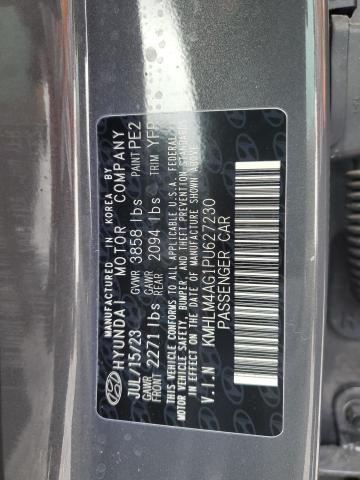 MANUFACTURED IN KOREA BY
HYUNDAI MOTOR COMPANY
JUL/15/23 GVWR 3858 lbs PAINT PE2
GAWR FRONT 2271 lbs GAWR REAR 2094 lbs TRIM YFR
THIS VEHICLE CONFORMS TO ALL APPLICABLE U.S.A. FEDERAL
MOTOR VEHICLE SAFETY, BUMPER, AND THEFT PREVENTION STANDARDS
IN EFFECT ON THE DATE OF MANUFACTURE SHOWN ABOVE.
V.I.N KMHLM4AG1PU627230
PASSENGER CAR